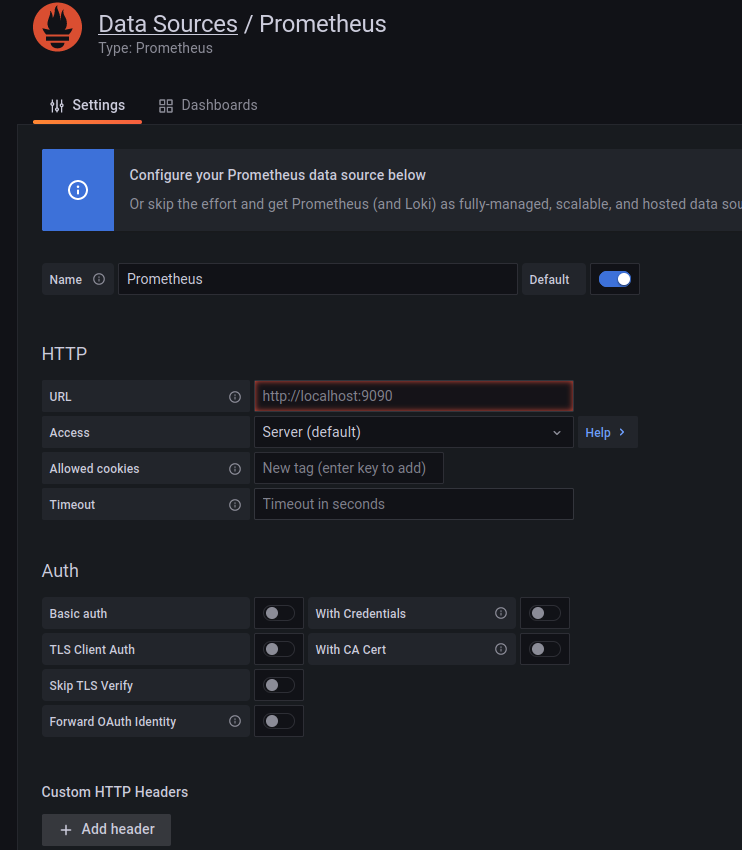 Data Sources / Prometheus
Type: Prometheus
Settings Dashboards
Configure your Prometheus data source below
Or skip the effort and get Prometheus (and Loki) as fully-managed, scalable, and hosted data
Name Prometheus Default
HTTP
URL http://localhost:9090
Access Server (default) Help
Allowed cookies New tag (enter key to add)
Timeout Timeout in seconds
Auth
Basic auth With Credentials
TLS Client Auth With CA Cert
Skip TLS Verify
Forward OAuth Identity
Custom HTTP Headers
+ Add header